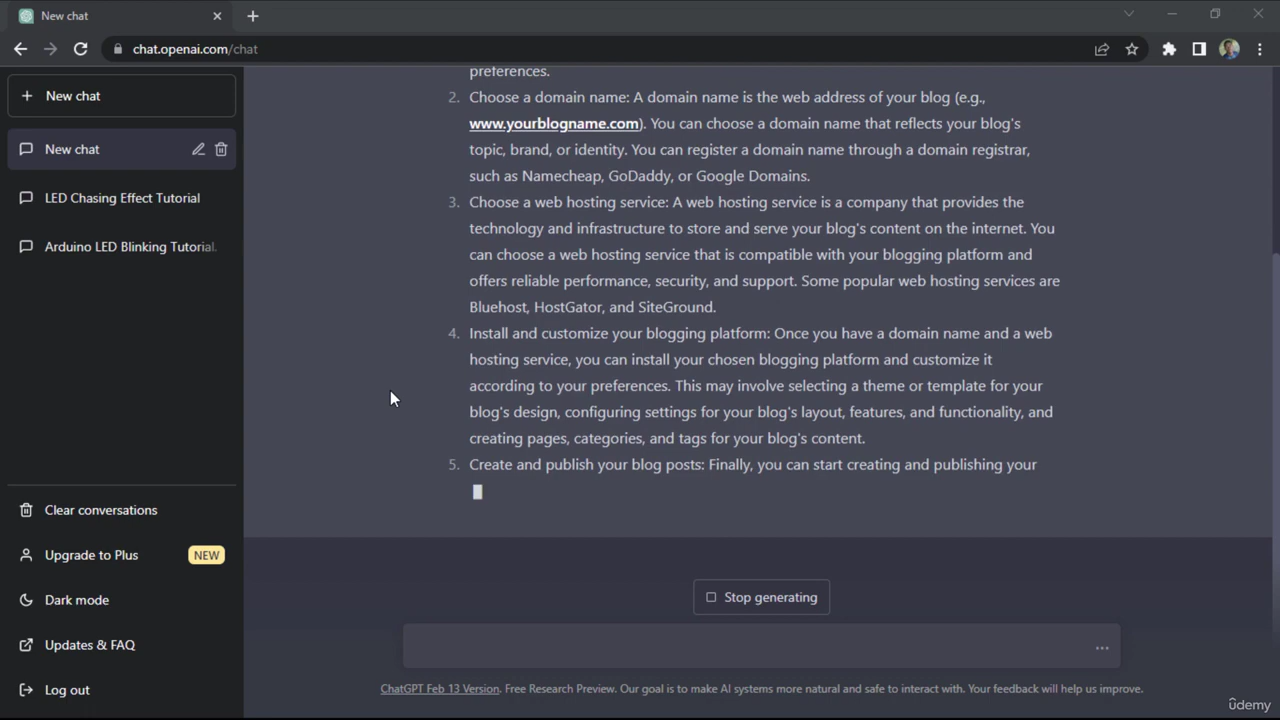 New chat
chat.openai.com/chat
New chat
New chat
LED Chasing Effect Tutorial
Arduino LED Blinking Tutorial.
Clear conversations
Upgrade to Plus NEW
Dark mode
Updates & FAQ
Log out
preferences.
2. Choose a domain name: A domain name is the web address of your blog (e.g.,
www.yourblogname.com). You can choose a domain name that reflects your blog's
topic, brand, or identity. You can register a domain name through a domain registrar,
such as Namecheap, GoDaddy, or Google Domains.
3. Choose a web hosting service: A web hosting service is a company that provides the
technology and infrastructure to store and serve your blog's content on the internet. You
can choose a web hosting service that is compatible with your blogging platform and
offers reliable performance, security, and support. Some popular web hosting services are
Bluehost, HostGator, and SiteGround.
4. Install and customize your blogging platform: Once you have a domain name and a web
hosting service, you can install your chosen blogging platform and customize it
according to your preferences. This may involve selecting a theme or template for your
blog's design, configuring settings for your blog's layout, features, and functionality, and
creating pages, categories, and tags for your blog's content.
5. Create and publish your blog posts: Finally, you can start creating and publishing your
Stop generating
ChatGPT Feb 13 Version. Free Research Preview. Our goal is to make AI systems more natural and safe to interact with. Your feedback will help us improve.
ûdemy